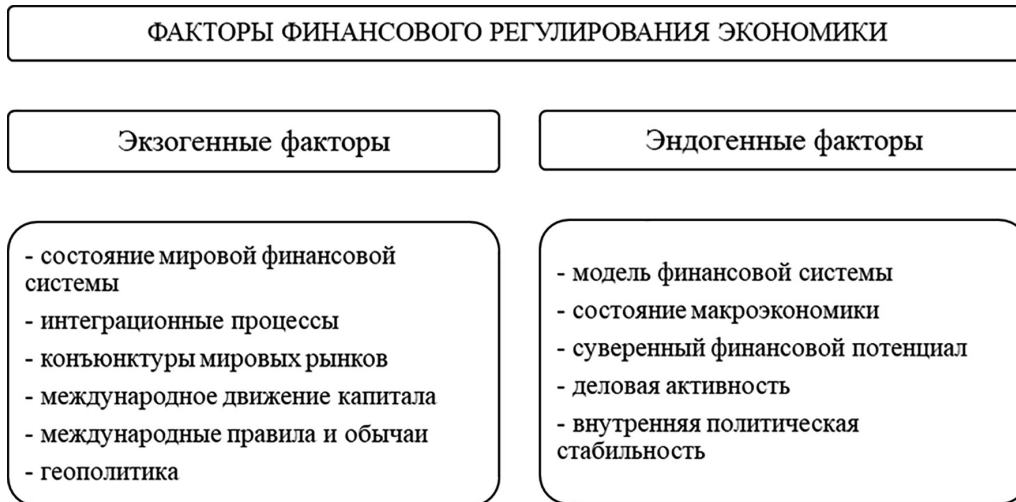 ФАКТОРЫ ФИНАНСОВОГО РЕГУЛИРОВАНИЯ ЭКОНОМИКИ
Экзогенные факторы
- состояние мировой финансовой
системы
- интеграционные процессы
- конъюнктуры мировых рынков
- международное движение капитала
- международные правила и обычаи
- геополитика
Эндогенные факторы
- модель финансовой системы
- состояние макроэкономики
- суверенный финансовой потенциал
- деловая активность
- внутренняя политическая
стабильность